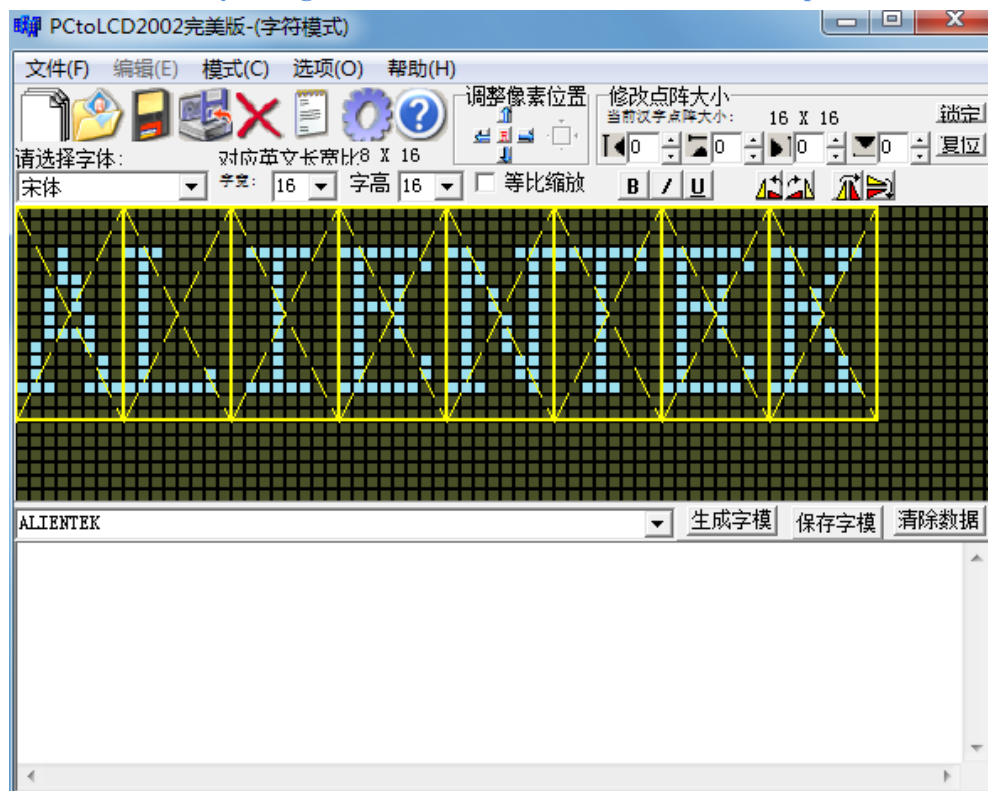 PCtoLCD2002完美版-(字符模式)
文件(F) 编辑(E) 模式(C) 选项(O) 帮助(H)
调整像素位置 修改点阵大小
当前汉字点阵大小: 16 X 16 锁定
0 0 0 0 复位
请选择字体: 对应英文长宽比8 X 16
宋体 字宽: 16 字高 16 等比缩放 B / U
ALIENTEK
ALIENTEK 生成字模 保存字模 清除数据